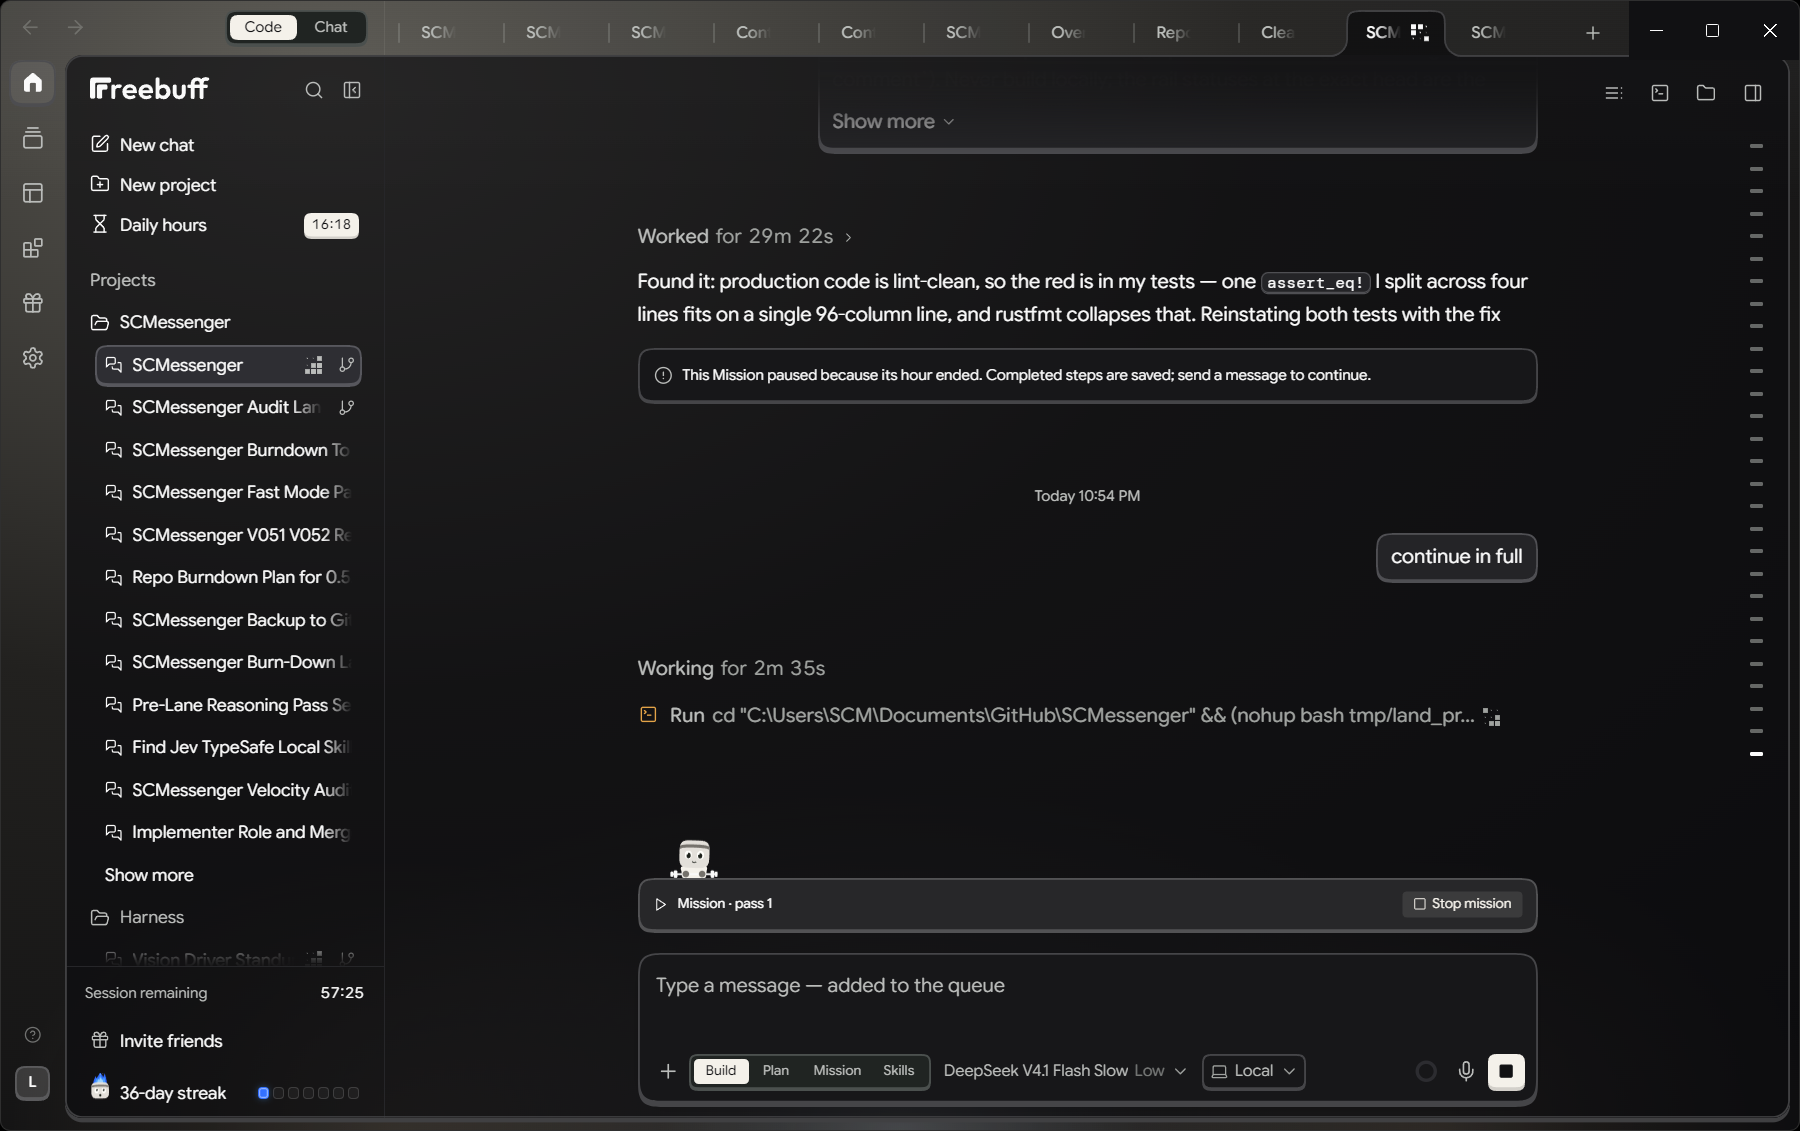 Code
Chat
SCM
SCM
SCM
Con
Con
SCM
Over
Repo
Clea
SCM
SCM
Freebuff
New chat
New project
Daily hours
16:18
Projects
SCMessenger
SCMessenger
SCMessenger Audit Lan
SCMessenger Burndown To
SCMessenger Fast Mode Pa
SCMessenger V051 V052 Re
Repo Burndown Plan for 0.5
SCMessenger Backup to Git
SCMessenger Burn-Down L
Pre-Lane Reasoning Pass Se
Find Jev TypeSafe Local Skil
SCMessenger Velocity Audi
Implementer Role and Merg
Show more
Harness
Vision Driver Standu
Session remaining
57:25
Invite friends
L
36-day streak
Show more
Worked for 29m 22s
Found it: production code is lint-clean, so the red is in my tests — one assert_eq! I split across four
lines fits on a single 96-column line, and rustfmt collapses that. Reinstating both tests with the fix
This Mission paused because its hour ended. Completed steps are saved; send a message to continue.
Today 10:54 PM
continue in full
Working for 2m 35s
Run cd "C:\Users\SCM\Documents\GitHub\SCMessenger" && (nohup bash tmp/land_pr...
Mission · pass 1
Stop mission
Type a message — added to the queue
Build
Plan
Mission
Skills
DeepSeek V4.1 Flash Slow Low
Local